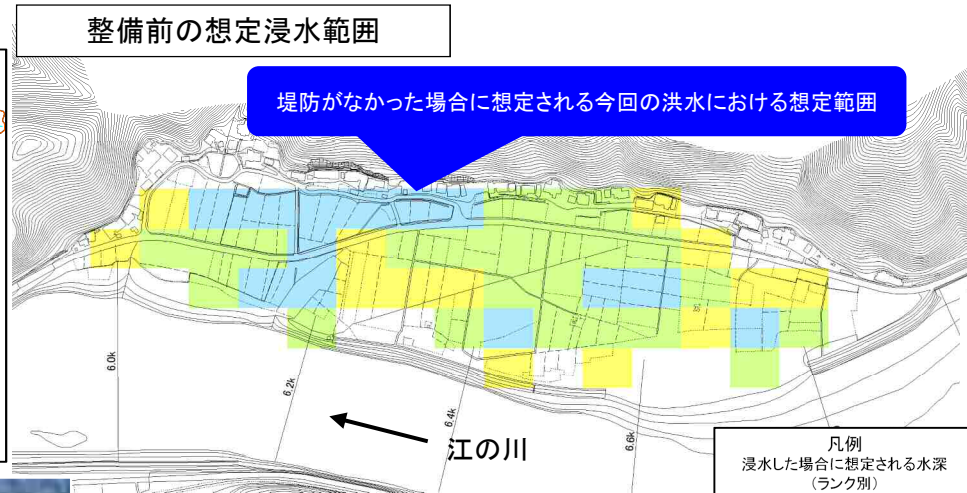 整備前の想定浸水範囲
堤防がなかった場合に想定される今回の洪水における想定範囲
6.0k
6.2k
6.4k
6.6k
江の川
凡例
浸水した場合に想定される水深
(ランク別)